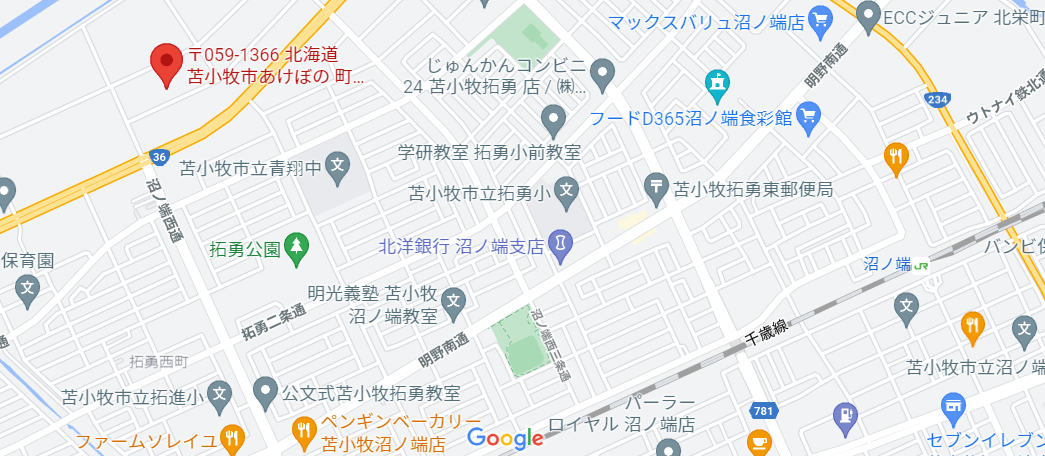 マックスバリュ沼ノ端店
ECCジュニア 北栄町
〒059-1366 北海道
苫小牧市あけぼの 町...
じゅんかんコンビニ
24 苫小牧拓勇 店 / ㈱...
明野南通
234
ウトナイ鉄北通
フードD365沼ノ端食彩館
36
学研教室 拓勇小前教室
苫小牧市立青翔中
苫小牧市立拓勇小
苫小牧拓勇東郵便局
沼ノ端西通
拓勇公園
北洋銀行 沼ノ端支店
バンビ保
保育園
沼ノ端
JR
明光義塾 苫小牧
沼ノ端教室
拓勇二条通
沼ノ端西三条通
千歳線
明野南通
拓勇西町
苫小牧市立沼ノ端
苫小牧市立拓進小
公文式苫小牧拓勇教室
パーラー
ロイヤル 沼ノ端店
781
ペンギンベーカリー
苫小牧沼ノ端店
ファームソレイユ
Google
セブンイレブン